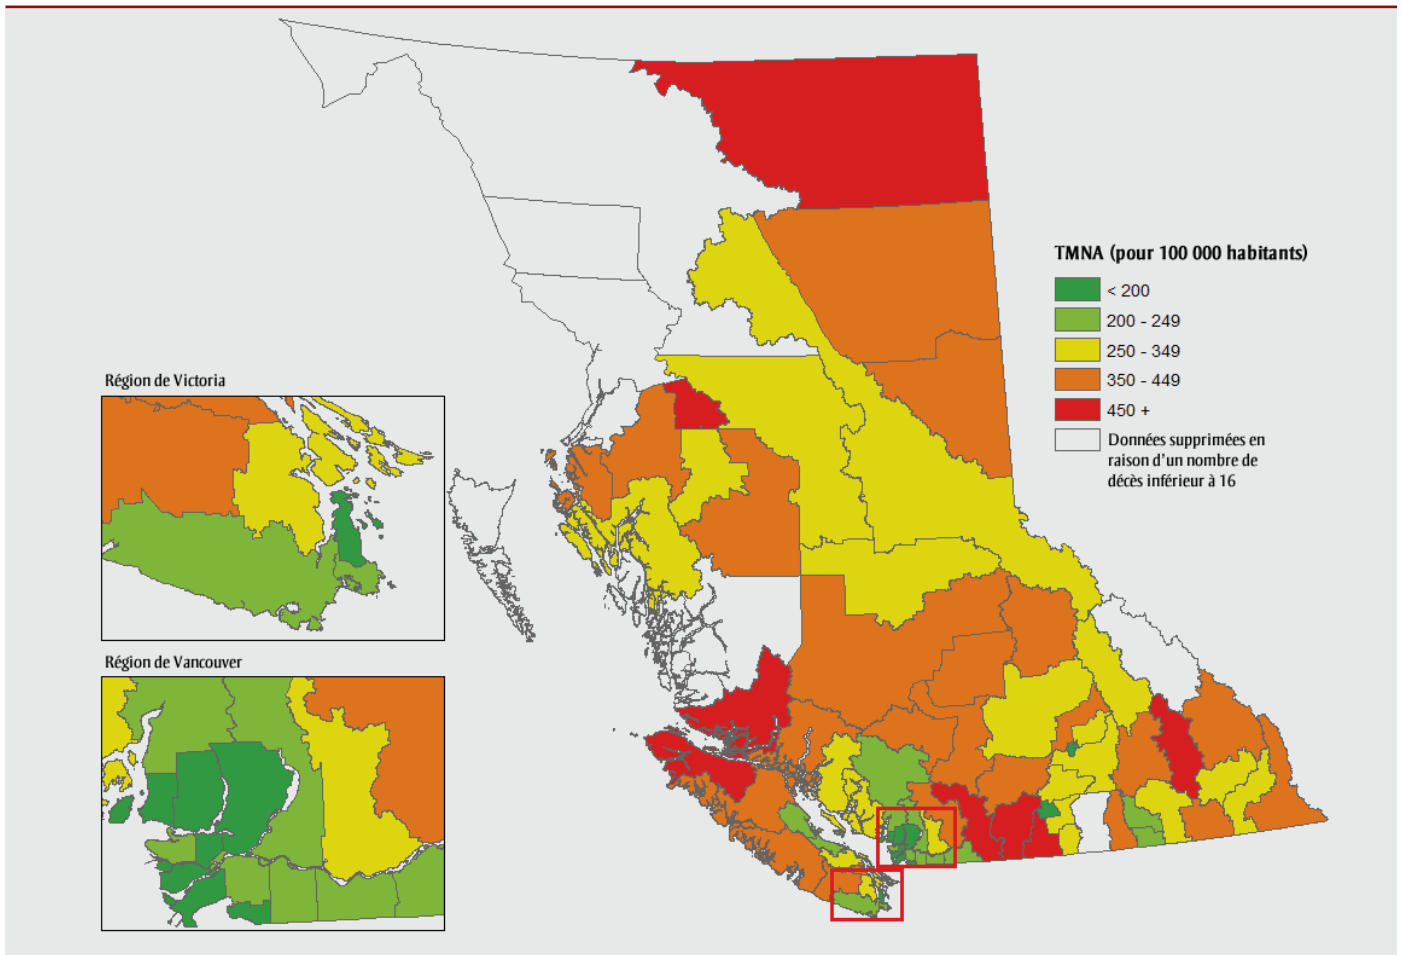 TMNA (pour 100 000 habitants)
< 200
200 - 249
250 - 349
350 - 449
450 +
Données supprimées en
raison d'un nombre de
décès inférieur à 16
Région de Victoria
Région de Vancouver